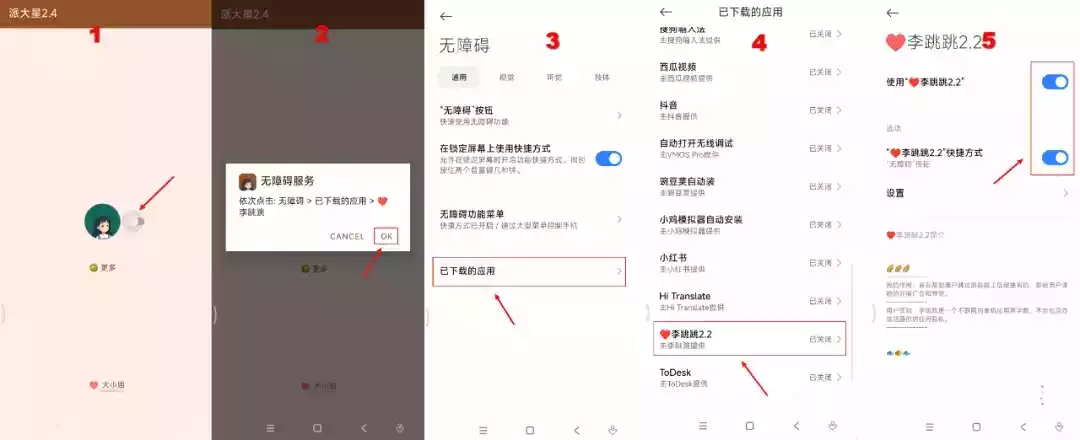 派大星2.4
1
更多
大小姐
派大星2.4
2
无障碍服务
依次点击: 无障碍 > 已下载的应用 > ❤️
李跳跳
CANCEL
OK
更多
大小姐
3
无障碍
通用
视觉
听觉
肢体
“无障碍”按钮
快速使用无障碍功能
在锁定屏幕上使用快捷方式
允许在锁定屏幕时开启功能快捷方式。同时
按住两个音量键几秒钟。
无障碍功能菜单
快捷方式已开启 / 通过大型菜单控制手机
已下载的应用
已下载的应用
4
搜狗输入法
由搜狗输入法提供
已关闭
西瓜视频
由西瓜视频提供
已关闭
抖音
由抖音提供
已关闭
自动打开无线调试
由VMOS Pro提供
已关闭
豌豆荚自动装
由豌豆荚提供
已关闭
小鸡模拟器自动安装
由小鸡模拟器提供
已关闭
小红书
由小红书提供
已关闭
Hi Translate
由Hi Translate提供
已关闭
❤️李跳跳2.2
由李跳跳提供
已关闭
ToDesk
由ToDesk提供
已关闭
❤️李跳跳2.2
5
使用“❤️李跳跳2.2”
选项
“❤️李跳跳2.2”快捷方式
“无障碍”按钮
设置
❤️李跳跳2.2简介